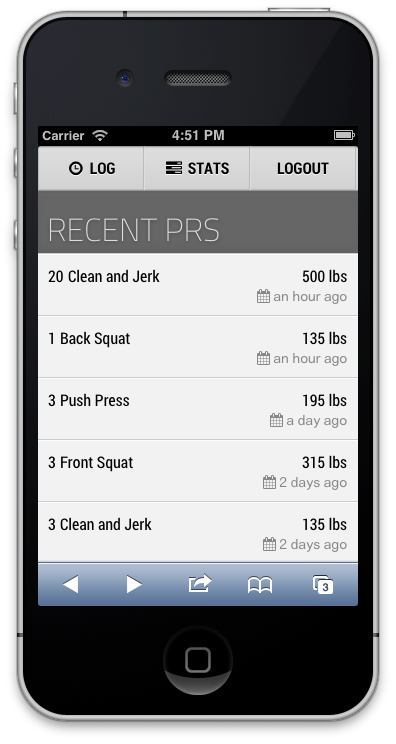 Carrier 4:51 PM
LOG STATS LOGOUT
RECENT PRS
20 Clean and Jerk 500 lbs
an hour ago
1 Back Squat 135 lbs
an hour ago
3 Push Press 195 lbs
a day ago
3 Front Squat 315 lbs
2 days ago
3 Clean and Jerk 135 lbs
2 days ago
3